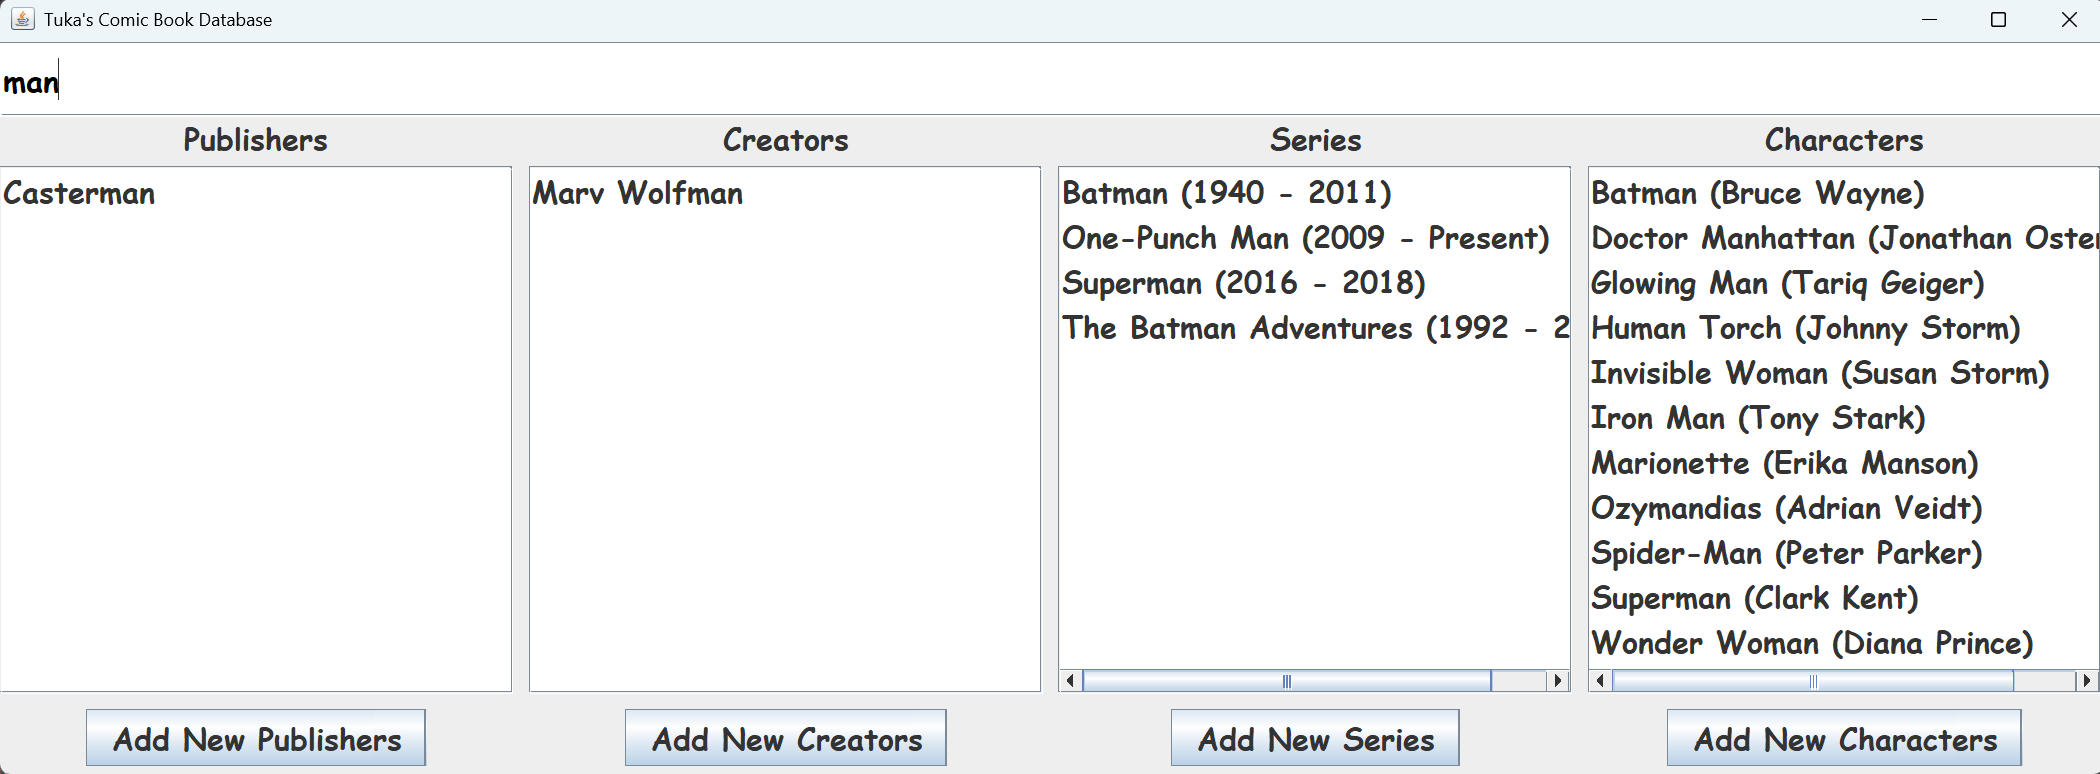 Tuka's Comic Book Database
man
Publishers
Casterman
Add New Publishers
Creators
Marv Wolfman
Add New Creators
Series
Batman (1940 - 2011)
One-Punch Man (2009 - Present)
Superman (2016 - 2018)
The Batman Adventures (1992 - 2
Add New Series
Characters
Batman (Bruce Wayne)
Doctor Manhattan (Jonathan Oster
Glowing Man (Tariq Geiger)
Human Torch (Johnny Storm)
Invisible Woman (Susan Storm)
Iron Man (Tony Stark)
Marionette (Erika Manson)
Ozymandias (Adrian Veidt)
Spider-Man (Peter Parker)
Superman (Clark Kent)
Wonder Woman (Diana Prince)
Add New Characters